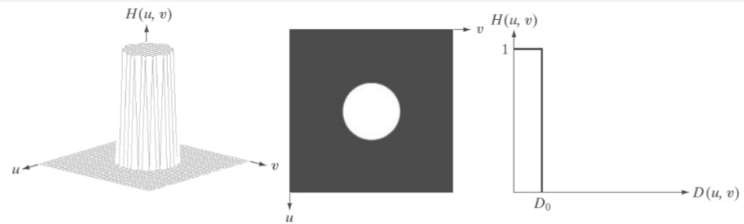 H(u, v)
u
v
v
u
H(u, v)
1
D₀
D(u, v)